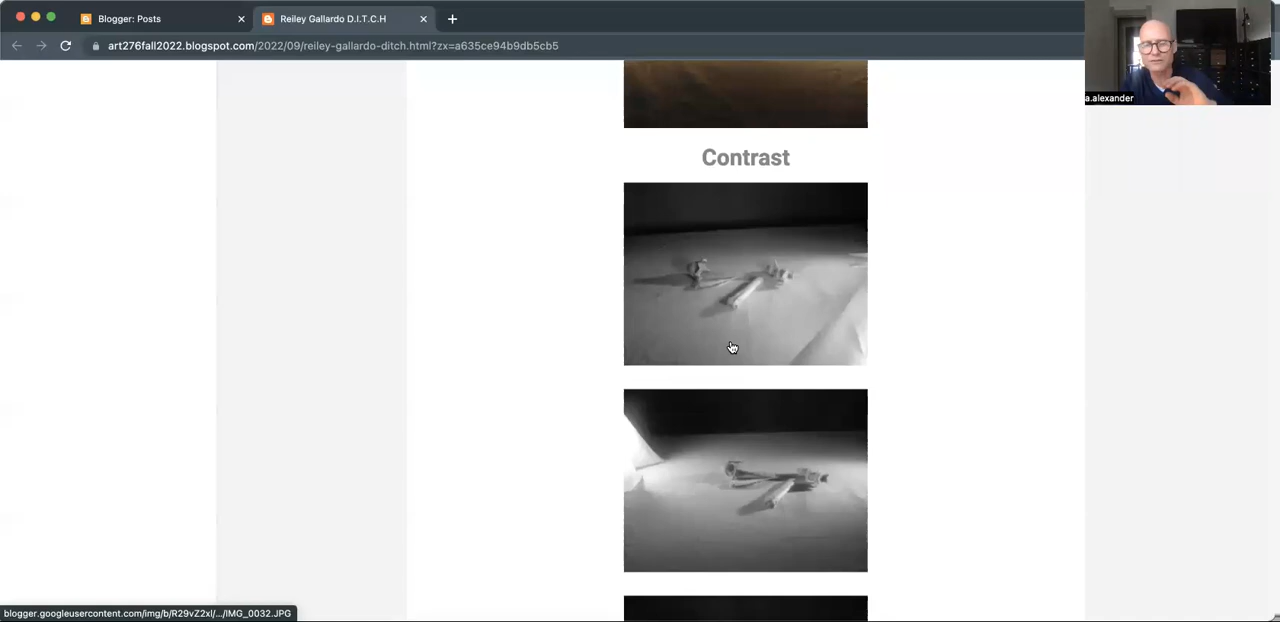 Blogger: Posts
Reiley Gallardo D.I.T.C.H
art276fall2022.blogspot.com/2022/09/reiley-gallardo-ditch.html?zx=a635ce94b9db5cb5
a.alexander
Contrast
blogger.googleusercontent.com/img/b/R29vZ2xl/.../IMG_0032.JPG